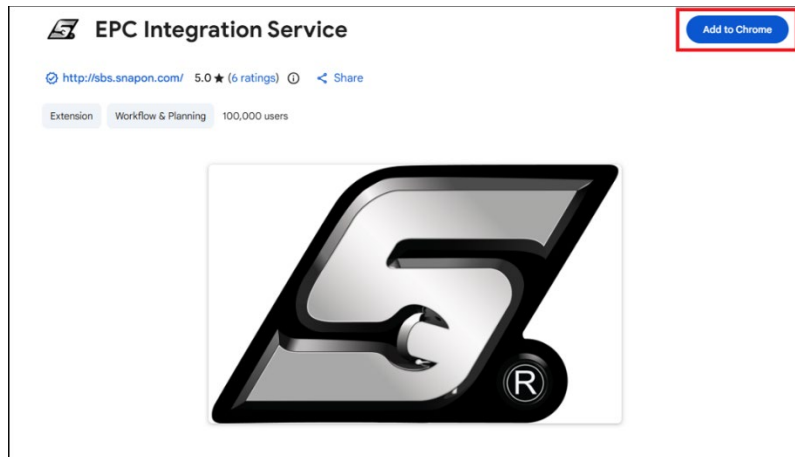 EPC Integration Service
Add to Chrome
http://sbs.snapon.com/ 5.0 ★ (6 ratings) Share
Extension Workflow & Planning 100,000 users
®